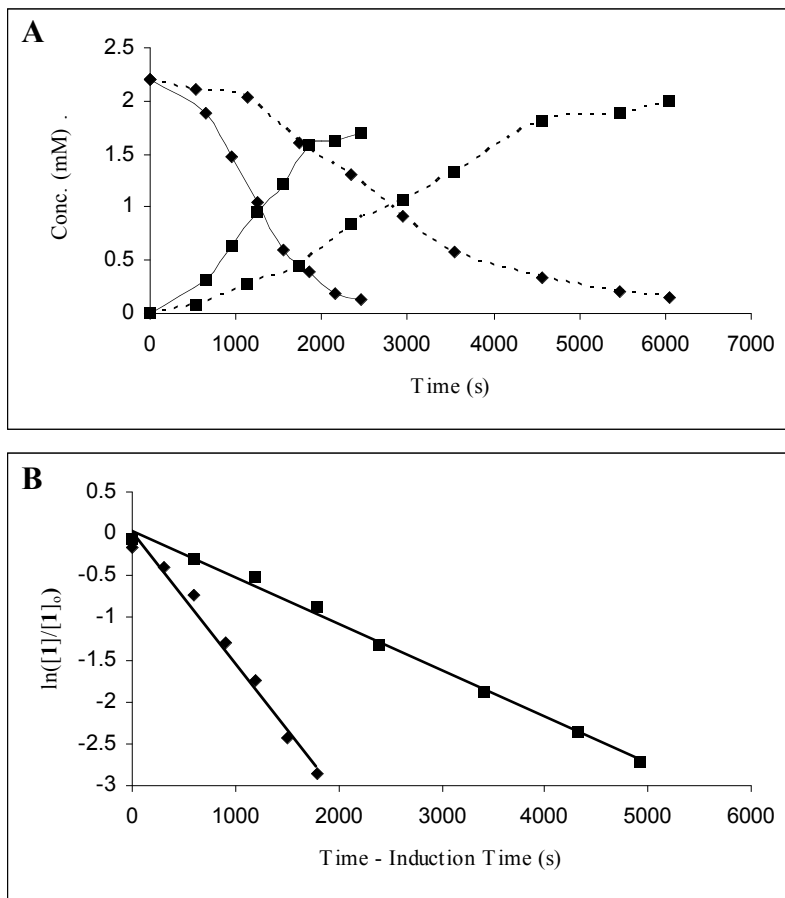 A
2.5
2
1.5
1
0.5
0
Conc. (mM) .
0 1000 2000 3000 4000 5000 6000 7000
Time (s)
B
0.5
0
-0.5
-1
-1.5
-2
-2.5
-3
ln([1]/[1]o)
0 1000 2000 3000 4000 5000 6000
Time - Induction Time (s)